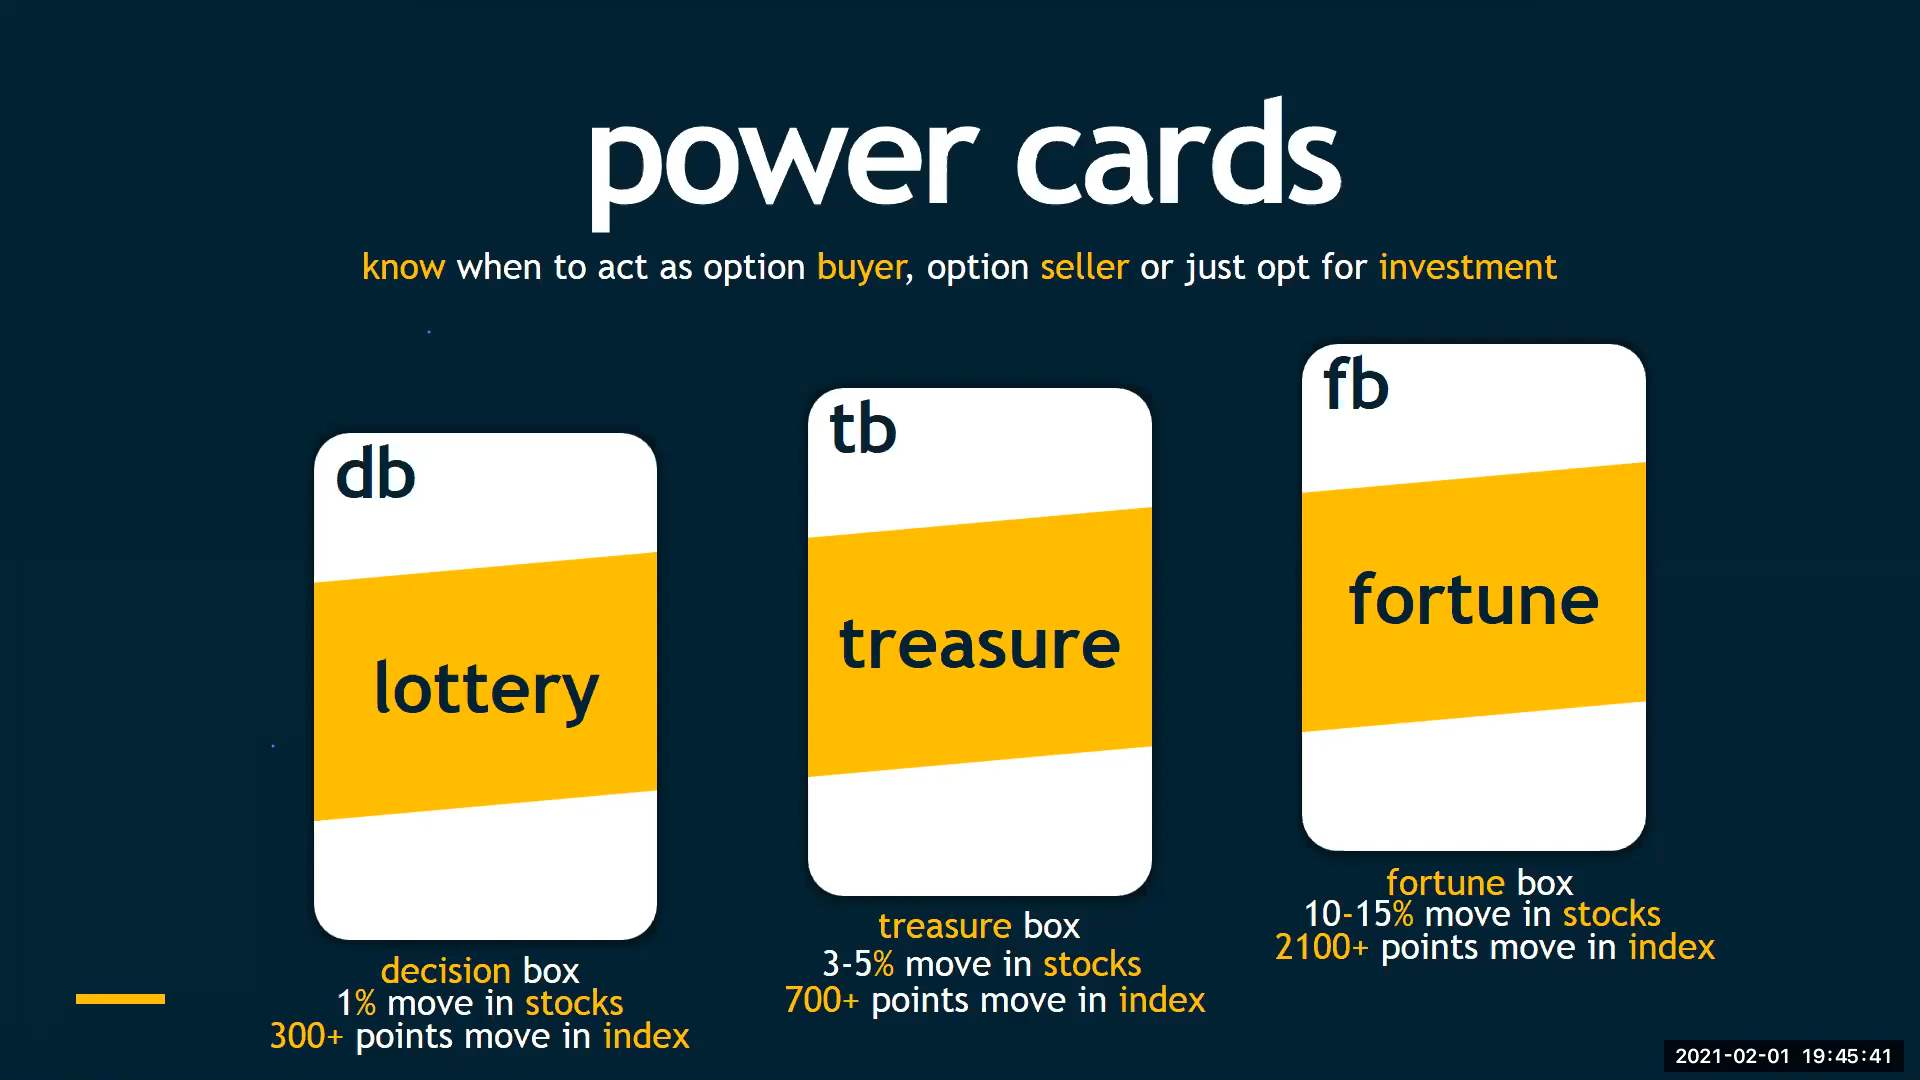 power cards
know when to act as option buyer, option seller or just opt for investment
db
lottery
decision box
1% move in stocks
300+ points move in index
tb
treasure
treasure box
3-5% move in stocks
700+ points move in index
fb
fortune
fortune box
10-15% move in stocks
2100+ points move in index
2021-02-01 19:45:41